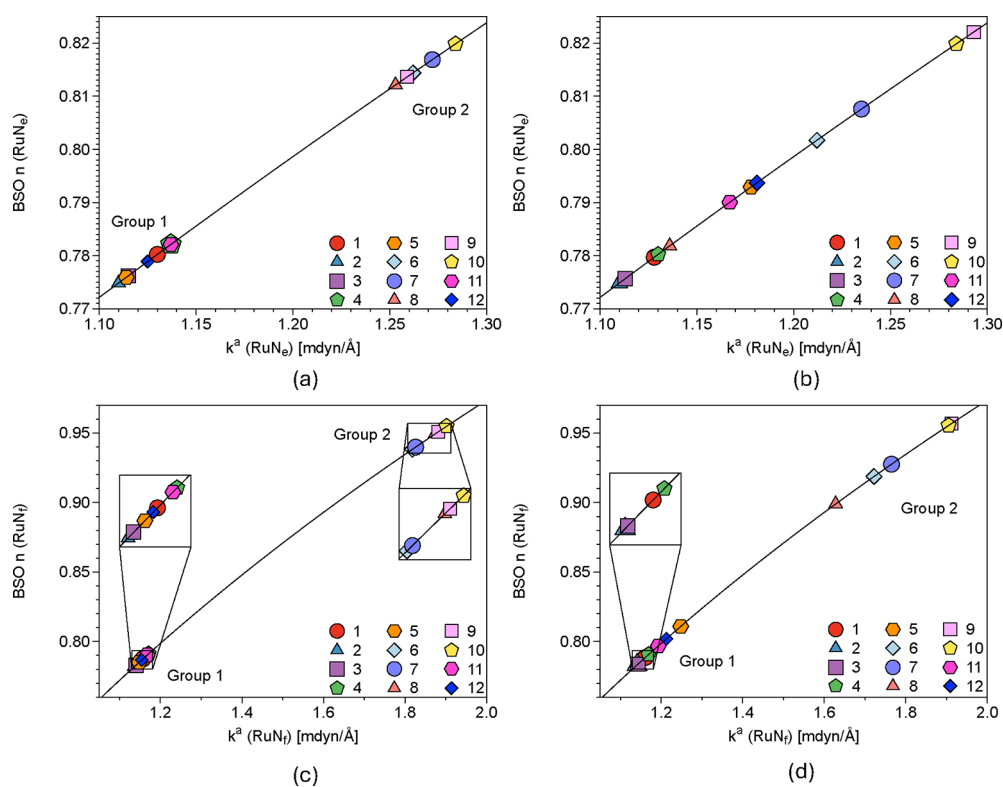 0.82
0.81
0.80
0.79
0.78
0.77
BSO n (RuNe)
Group 2
Group 1
1 5 9
2 6 10
3 7 11
4 8 12
1.10 1.15 1.20 1.25 1.30
kᵃ (RuNe) [mdyn/Å]
(a)
0.82
0.81
0.80
0.79
0.78
0.77
BSO n (RuNe)
1 5 9
2 6 10
3 7 11
4 8 12
1.10 1.15 1.20 1.25 1.30
kᵃ (RuNe) [mdyn/Å]
(b)
0.95
0.90
0.85
0.80
BSO n (RuNf)
Group 2
Group 1
1 5 9
2 6 10
3 7 11
4 8 12
1.2 1.4 1.6 1.8 2.0
kᵃ (RuNf) [mdyn/Å]
(c)
0.95
0.90
0.85
0.80
BSO n (RuNf)
Group 2
Group 1
1 5 9
2 6 10
3 7 11
4 8 12
1.2 1.4 1.6 1.8 2.0
kᵃ (RuNf) [mdyn/Å]
(d)